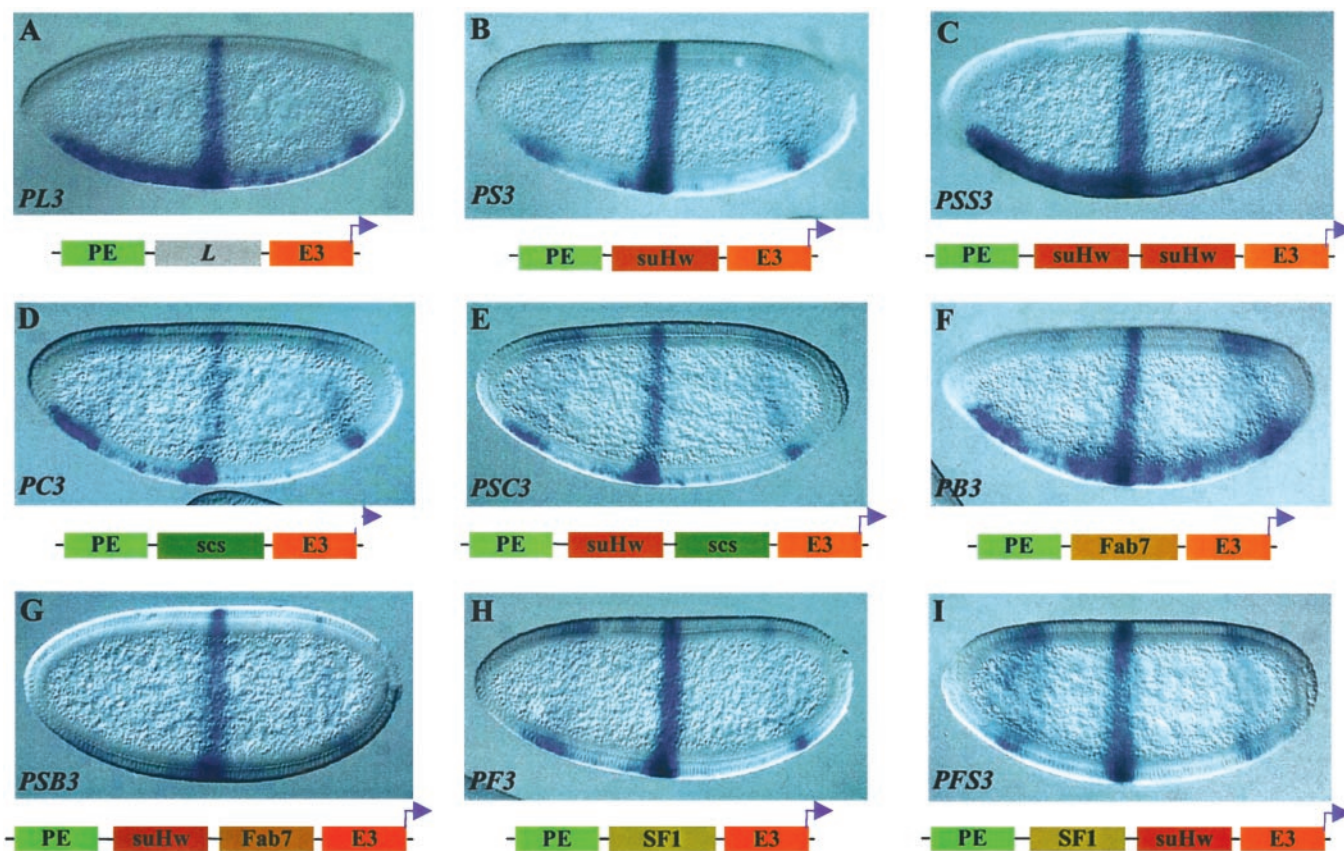 A
B
C
PL3
PS3
PSS3
PE L E3
PE suHw E3
PE suHw suHw E3
D
E
F
PC3
PSC3
PB3
PE scs E3
PE suHw scs E3
PE Fab7 E3
G
H
I
PSB3
PF3
PFS3
PE suHw Fab7 E3
PE SF1 E3
PE SF1 suHw E3